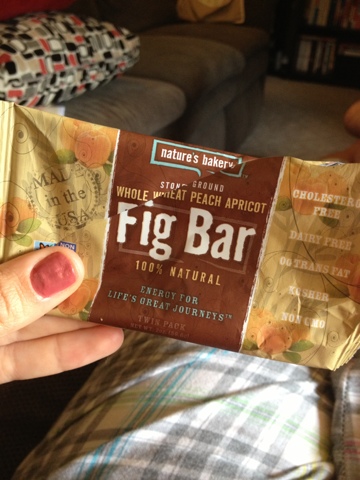 nature's bakery
STONE GROUND
WHOLE WHEAT PEACH APRICOT
Fig Bar
100% NATURAL
ENERGY FOR
LIFE'S GREAT JOURNEYS™
TWIN PACK
MADE
in the
USA
NON
CHOLESTEROL
FREE
DAIRY FREE
0G TRANS FAT
KOSHER
NON GMO